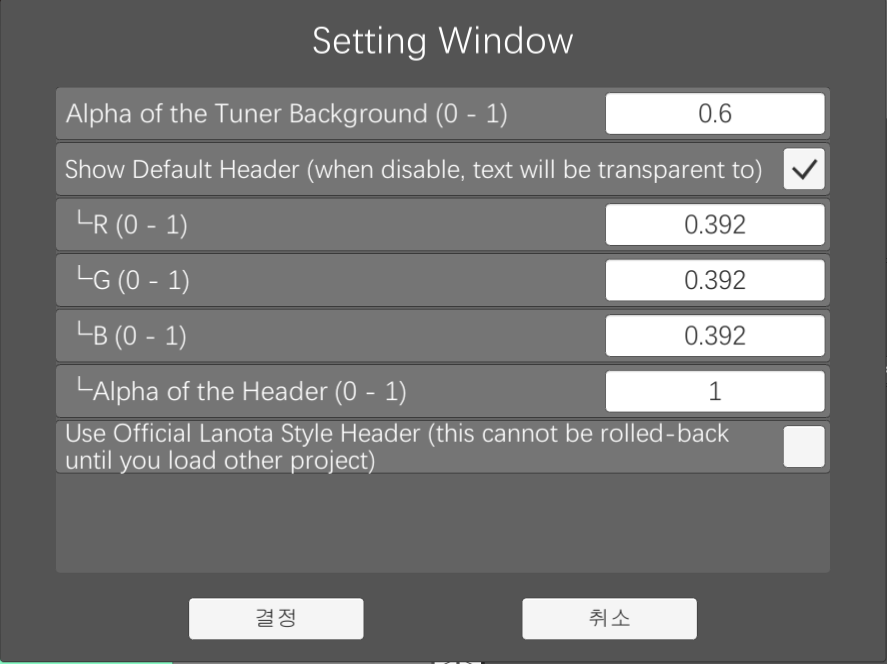 Setting Window
Alpha of the Tuner Background (0 - 1)
0.6
Show Default Header (when disable, text will be transparent to)
└R (0 - 1)
0.392
└G (0 - 1)
0.392
└B (0 - 1)
0.392
└Alpha of the Header (0 - 1)
1
Use Official Lanota Style Header (this cannot be rolled-back
until you load other project)
결정
취소